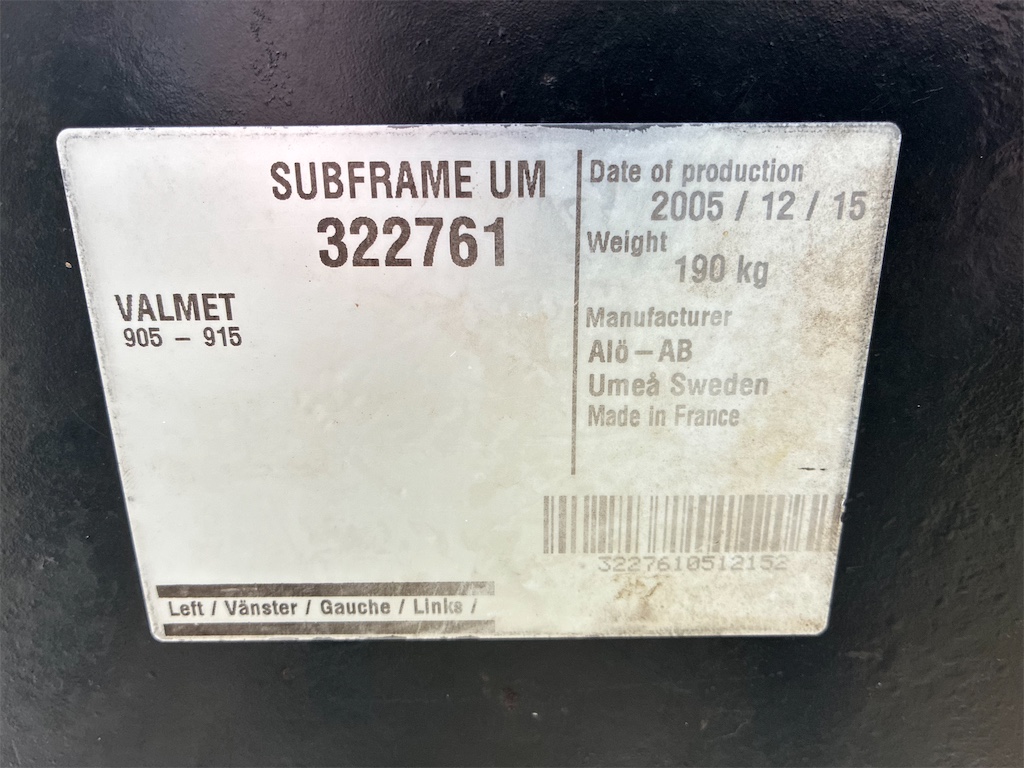 SUBFRAME UM
322761
VALMET
905 - 915
Date of production
2005 / 12 / 15
Weight
190 kg
Manufacturer
Alö-AB
Umeå Sweden
Made in France
3227610512152
Left / Vänster / Gauche / Links /